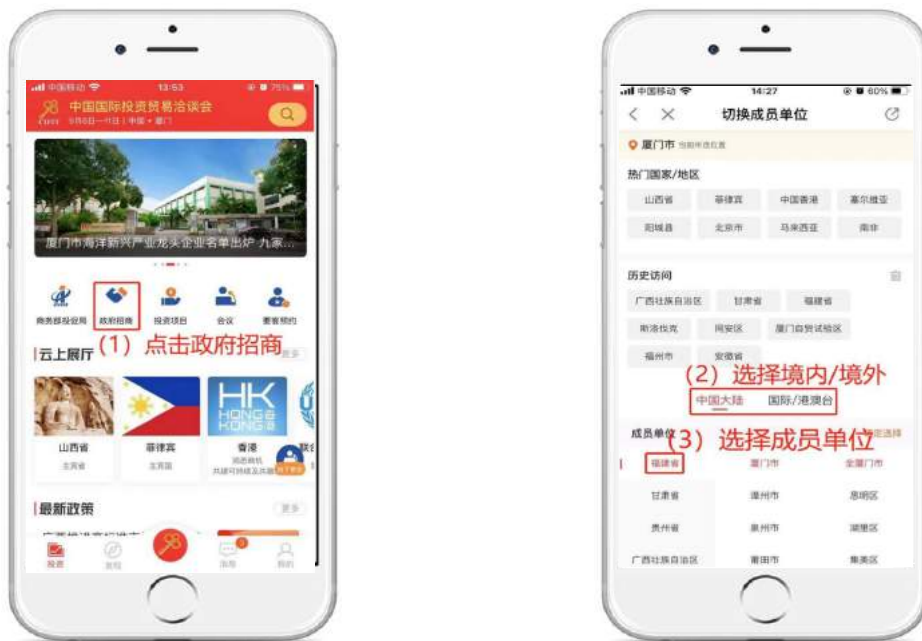 中国移动
13:53
75%
中国国际投资贸易洽谈会
9月8日—11日 | 中国 • 厦门
厦门市海洋新兴产业龙头企业名单出炉 九家...
商务部投促局 政府招商 投资项目 会议 要客预约
(1) 点击政府招商
云上展厅
更多
HK
HONG
KONG
山西省 菲律宾 香港
主宾省 主宾国
最新政策
更多
投资 发现 消息 我的
中国移动
14:27
60%
切换成员单位
厦门市
热门国家/地区
山西省 菲律宾 中国香港 塞尔维亚
阳城县 北京市 马来西亚 南非
历史访问
广西壮族自治区 甘肃省 福建省
斯洛伐克 同安区 厦门自贸试验区
福州市 安徽省
(2) 选择境内/境外
中国大陆 国际/港澳台
成员单位
(3) 选择成员单位
福建省 厦门市 全厦门市
甘肃省 漳州市 思明区
贵州省 泉州市 湖里区
广西壮族自治区 莆田市 集美区